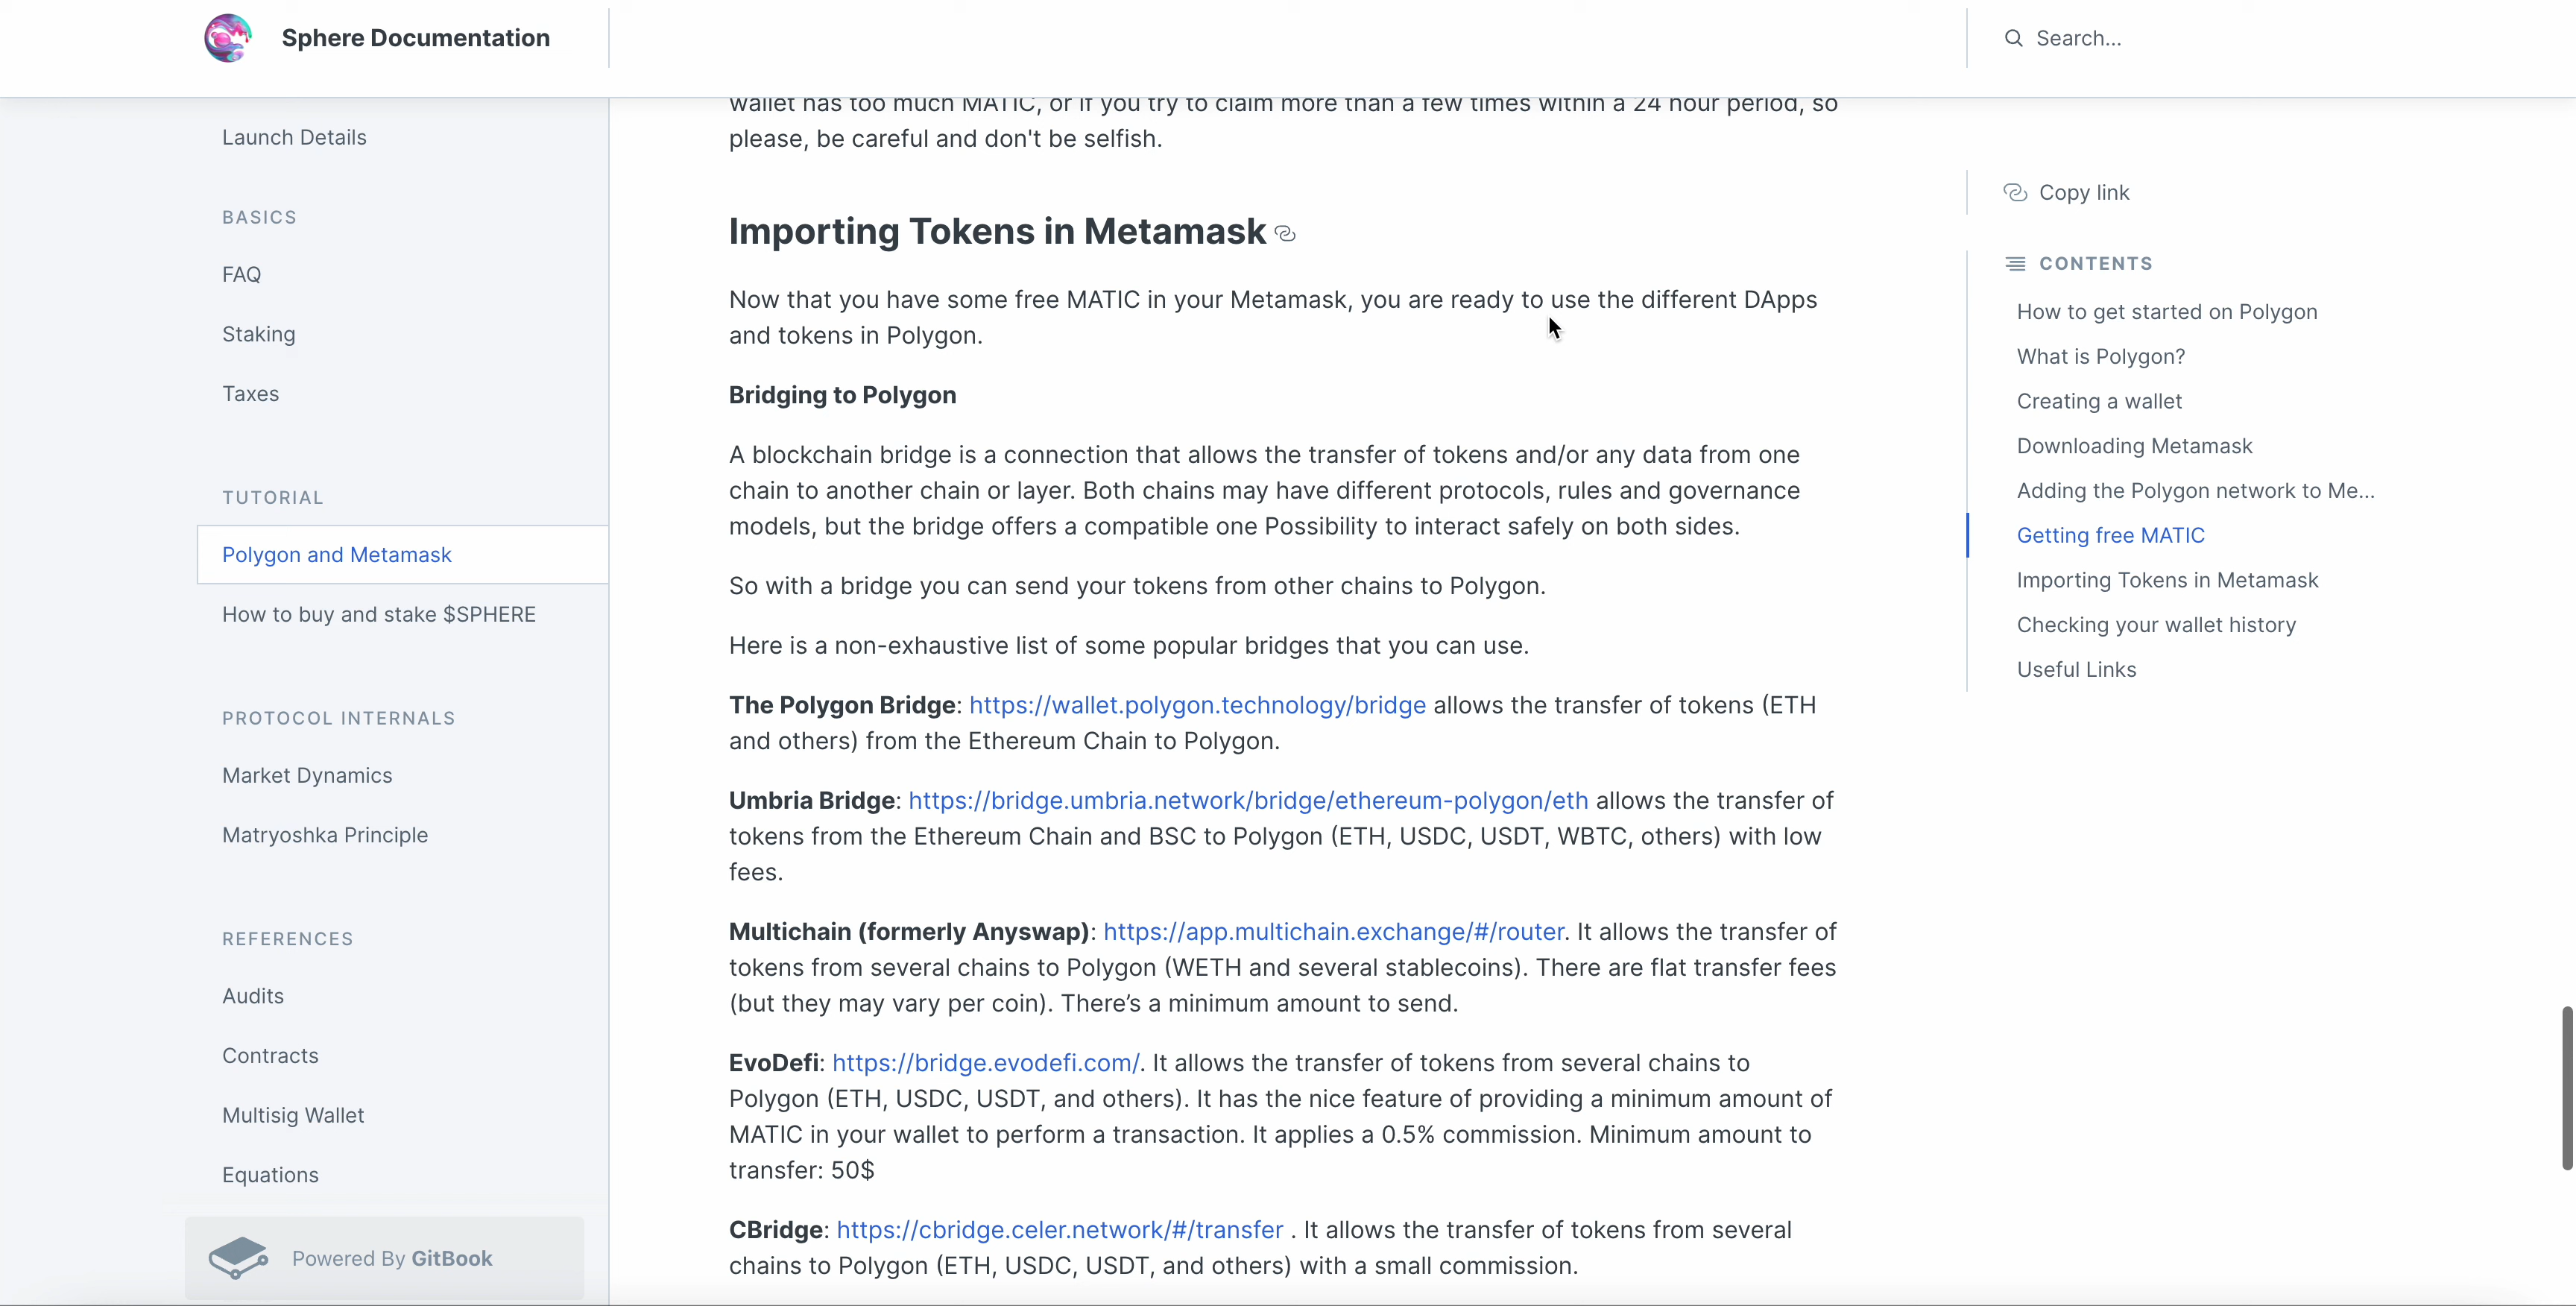 Sphere Documentation
Search...
Launch Details
BASICS
FAQ
Staking
Taxes
TUTORIAL
Polygon and Metamask
How to buy and stake $SPHERE
PROTOCOL INTERNALS
Market Dynamics
Matryoshka Principle
REFERENCES
Audits
Contracts
Multisig Wallet
Equations
Powered By GitBook
wallet has too much MATIC, or if you try to claim more than a few times within a 24 hour period, so
please, be careful and don't be selfish.
Importing Tokens in Metamask
Now that you have some free MATIC in your Metamask, you are ready to use the different DApps
and tokens in Polygon.
Bridging to Polygon
A blockchain bridge is a connection that allows the transfer of tokens and/or any data from one
chain to another chain or layer. Both chains may have different protocols, rules and governance
models, but the bridge offers a compatible one Possibility to interact safely on both sides.
So with a bridge you can send your tokens from other chains to Polygon.
Here is a non-exhaustive list of some popular bridges that you can use.
The Polygon Bridge: https://wallet.polygon.technology/bridge allows the transfer of tokens (ETH
and others) from the Ethereum Chain to Polygon.
Umbria Bridge: https://bridge.umbria.network/bridge/ethereum-polygon/eth allows the transfer of
tokens from the Ethereum Chain and BSC to Polygon (ETH, USDC, USDT, WBTC, others) with low
fees.
Multichain (formerly Anyswap): https://app.multichain.exchange/#/router. It allows the transfer of
tokens from several chains to Polygon (WETH and several stablecoins). There are flat transfer fees
(but they may vary per coin). There’s a minimum amount to send.
EvoDefi: https://bridge.evodefi.com/. It allows the transfer of tokens from several chains to
Polygon (ETH, USDC, USDT, and others). It has the nice feature of providing a minimum amount of
MATIC in your wallet to perform a transaction. It applies a 0.5% commission. Minimum amount to
transfer: 50$
CBridge: https://cbridge.celer.network/#/transfer . It allows the transfer of tokens from several
chains to Polygon (ETH, USDC, USDT, and others) with a small commission.
Copy link
CONTENTS
How to get started on Polygon
What is Polygon?
Creating a wallet
Downloading Metamask
Adding the Polygon network to Me...
Getting free MATIC
Importing Tokens in Metamask
Checking your wallet history
Useful Links